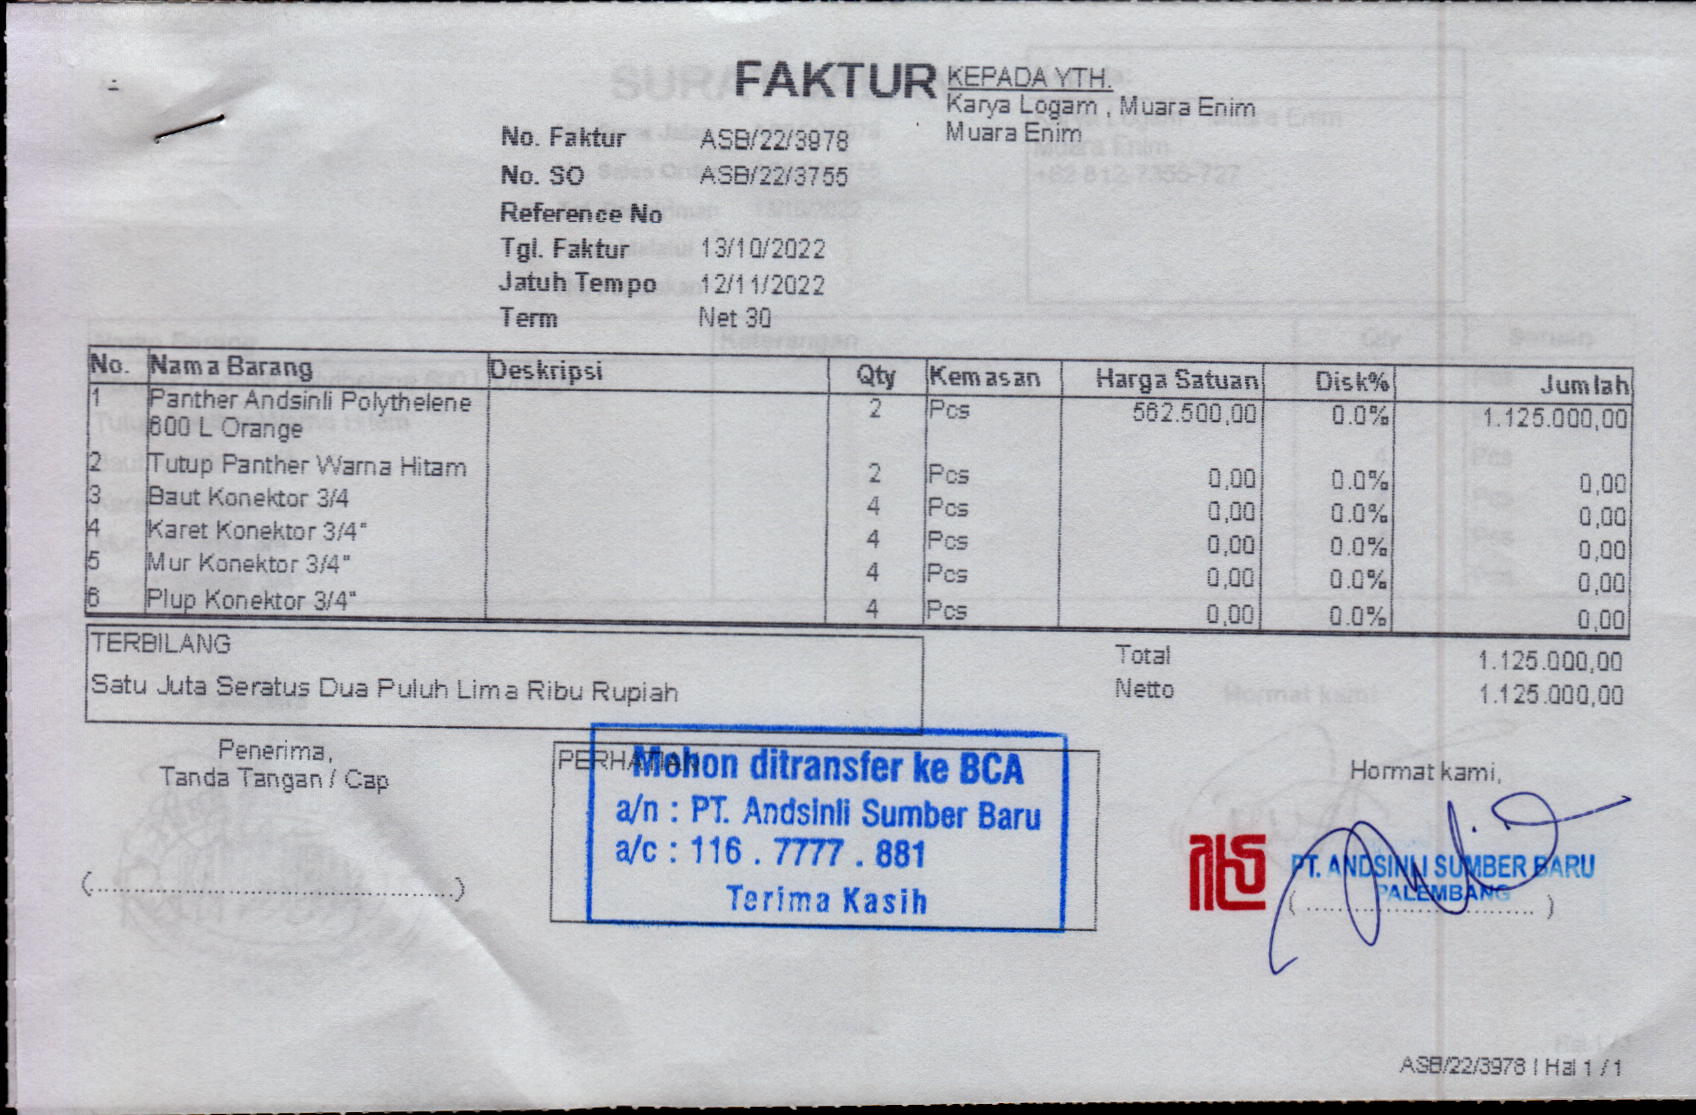 FAKTUR
KEPADA YTH.
Karya Logam , Muara Enim
Muara Enim
No. Faktur ASB/22/3978
No. SO ASB/22/3755
Reference No
Tgl. Faktur 13/10/2022
Jatuh Tempo 12/11/2022
Term Net 30
No. Nama Barang Deskripsi Qty Kemasan Harga Satuan Disk% Jumlah
1 Panther Andsinli Polythelene 2 Pcs 562.500,00 0.0% 1.125.000,00
600 L Orange
2 Tutup Panther Warna Hitam 2 Pcs 0,00 0.0% 0,00
3 Baut Konektor 3/4 4 Pcs 0,00 0.0% 0,00
4 Karet Konektor 3/4" 4 Pcs 0,00 0.0% 0,00
5 Mur Konektor 3/4" 4 Pcs 0,00 0.0% 0,00
6 Plup Konektor 3/4" 4 Pcs 0,00 0.0% 0,00
TERBILANG
Satu Juta Seratus Dua Puluh Lima Ribu Rupiah
Total 1.125.000,00
Netto 1.125.000,00
Penerima,
Tanda Tangan / Cap
(................................................)
PERHATIAN
Mohon ditransfer ke BCA
a/n : PT. Andsinli Sumber Baru
a/c : 116 . 7777 . 881
Terima Kasih
Hormat kami,
PT. ANDSINLI SUMBER BARU
PALEMBANG
( ............................... )
ASB/22/3978 | Hal 1 / 1